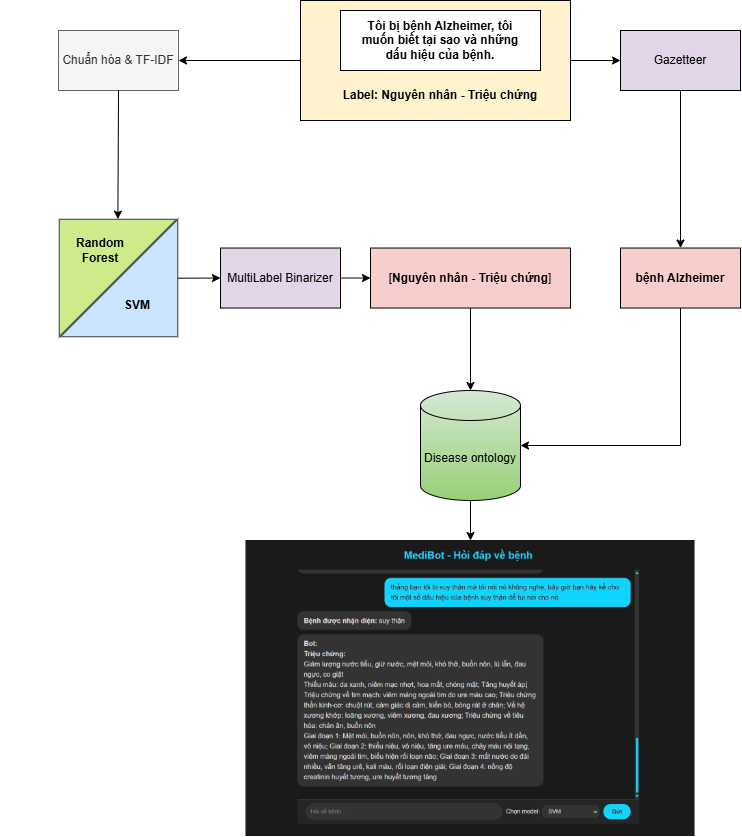 Tôi bị bệnh Alzheimer, tôi
muốn biết tại sao và những
dấu hiệu của bệnh.
Label: Nguyên nhân - Triệu chứng
Chuẩn hóa & TF-IDF
Gazetteer
Random
Forest
SVM
MultiLabel Binarizer
[Nguyên nhân - Triệu chứng]
bệnh Alzheimer
Disease ontology
MediBot - Hỏi đáp về bệnh
thằng bạn tôi bị suy thận mà tôi nói nó không nghe, bây giờ bạn hãy kể cho
tôi một số dấu hiệu của bệnh suy thận để tui nói cho nó
Bệnh được nhận diện: suy thận
Bot:
Triệu chứng:
Giảm lượng nước tiểu, giữ nước, mệt mỏi, khó thở, buồn nôn, lú lẫn, đau
ngực, co giật
Thiếu máu: da xanh, niêm mạc nhợt, hoa mắt, chóng mặt; Tăng huyết áp;
Triệu chứng về tim mạch: viêm màng ngoài tim do ure máu cao; Triệu chứng
thần kinh-cơ: chuột rút, cảm giác dị cảm, kiến bò, bỏng rát ở chân; Về hệ
xương khớp: loãng xương, viêm xương, đau xương; Triệu chứng về tiêu
hóa: chán ăn, buồn nôn
Giai đoạn 1: Mệt mỏi, buồn nôn, nôn, khó thở, đau ngực, nước tiểu ít dần,
vô niệu; Giai đoạn 2: thiểu niệu, vô niệu, tăng ure máu, chảy máu nội tạng,
viêm màng ngoài tim, biểu hiện rối loạn não; Giai đoạn 3: mất nước do đái
nhiều, vẫn tăng urê, kali máu, rối loạn điện giải; Giai đoạn 4: nồng độ
creatinin huyết tương, ure huyết tương tăng
Hỏi về bệnh...
Chọn model:
SVM
Gửi